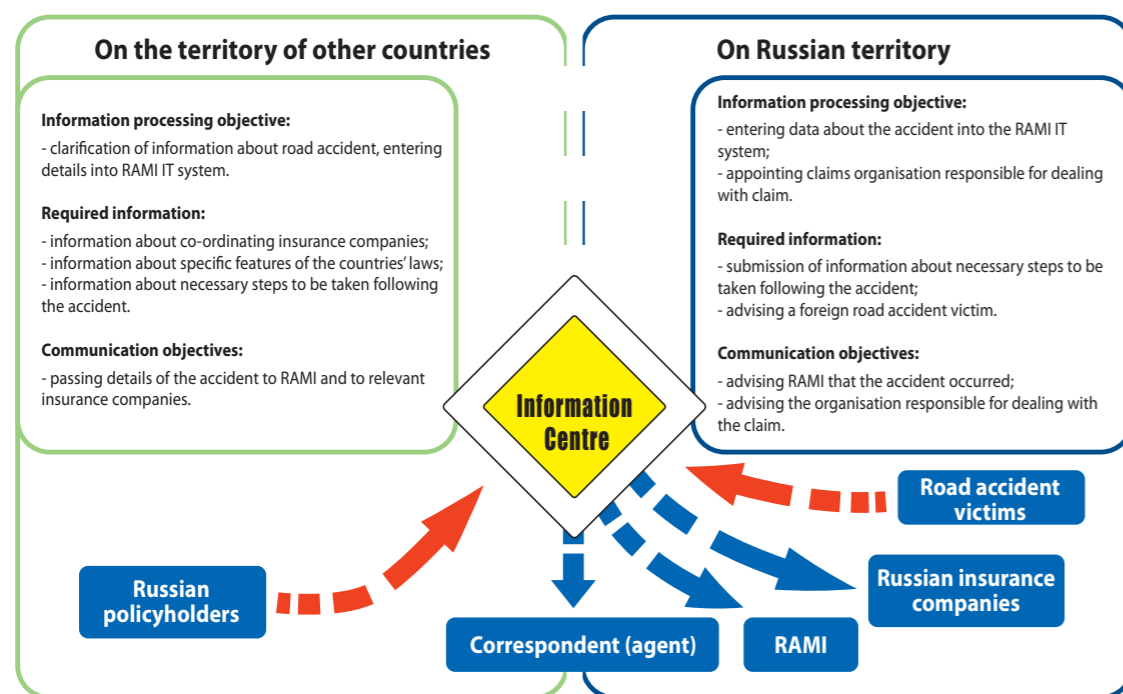 On the territory of other countries
Information processing objective:
- clarification of information about road accident, entering
details into RAMI IT system.
Required information:
- information about co-ordinating insurance companies;
- information about specific features of the countries' laws;
- information about necessary steps to be taken following
the accident.
Communication objectives:
- passing details of the accident to RAMI and to relevant
insurance companies.
On Russian territory
Information processing objective:
- entering data about the accident into the RAMI IT
system;
- appointing claims organisation responsible for dealing
with claim.
Required information:
- submission of information about necessary steps to be
taken following the accident;
- advising a foreign road accident victim.
Communication objectives:
- advising RAMI that the accident occurred;
- advising the organisation responsible for dealing with
the claim.
Information
Centre
Road accident
victims
Russian insurance
companies
Russian
policyholders
Correspondent (agent)
RAMI